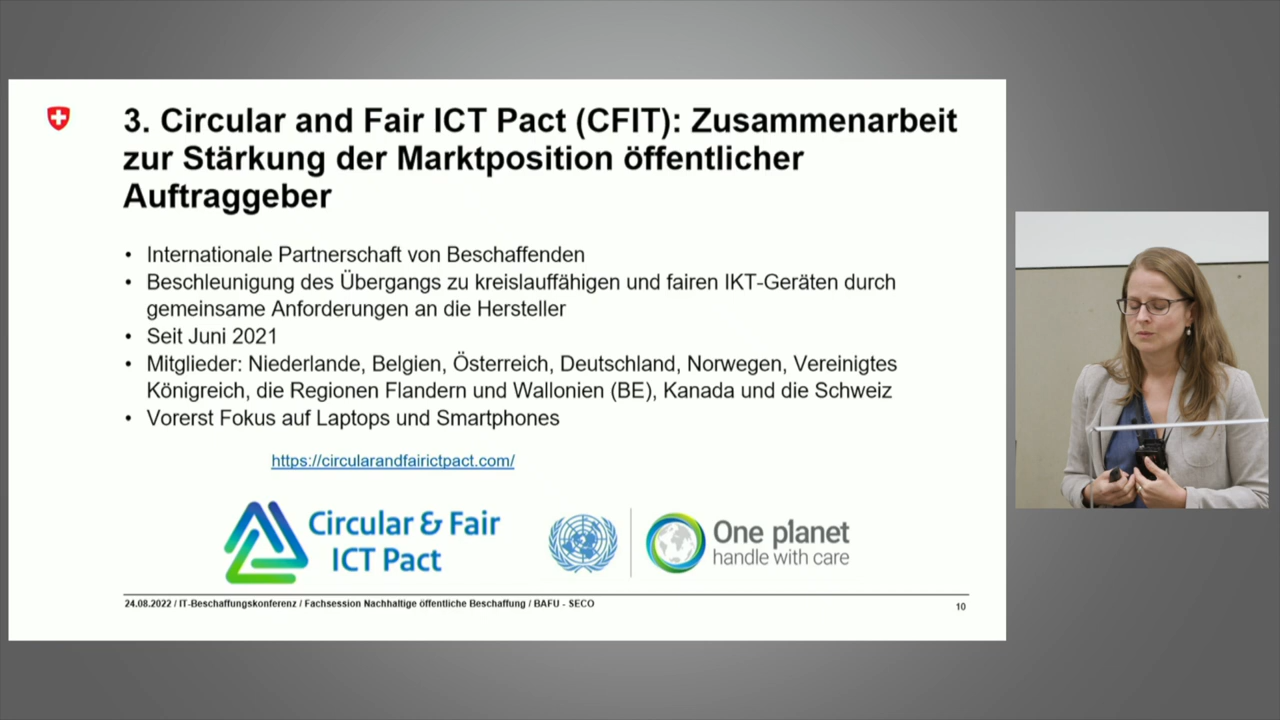 3. Circular and Fair ICT Pact (CFIT): Zusammenarbeit
zur Stärkung der Marktposition öffentlicher
Auftraggeber
• Internationale Partnerschaft von Beschaffenden
• Beschleunigung des Übergangs zu kreislauffähigen und fairen IKT-Geräten durch
gemeinsame Anforderungen an die Hersteller
• Seit Juni 2021
• Mitglieder: Niederlande, Belgien, Österreich, Deutschland, Norwegen, Vereinigtes
Königreich, die Regionen Flandern und Wallonien (BE), Kanada und die Schweiz
• Vorerst Fokus auf Laptops und Smartphones
https://circularandfairictpact.com/
Circular & Fair
ICT Pact
One planet
handle with care
24.08.2022 / IT-Beschaffungskonferenz / Fachsession Nachhaltige öffentliche Beschaffung / BAFU - SECO
10